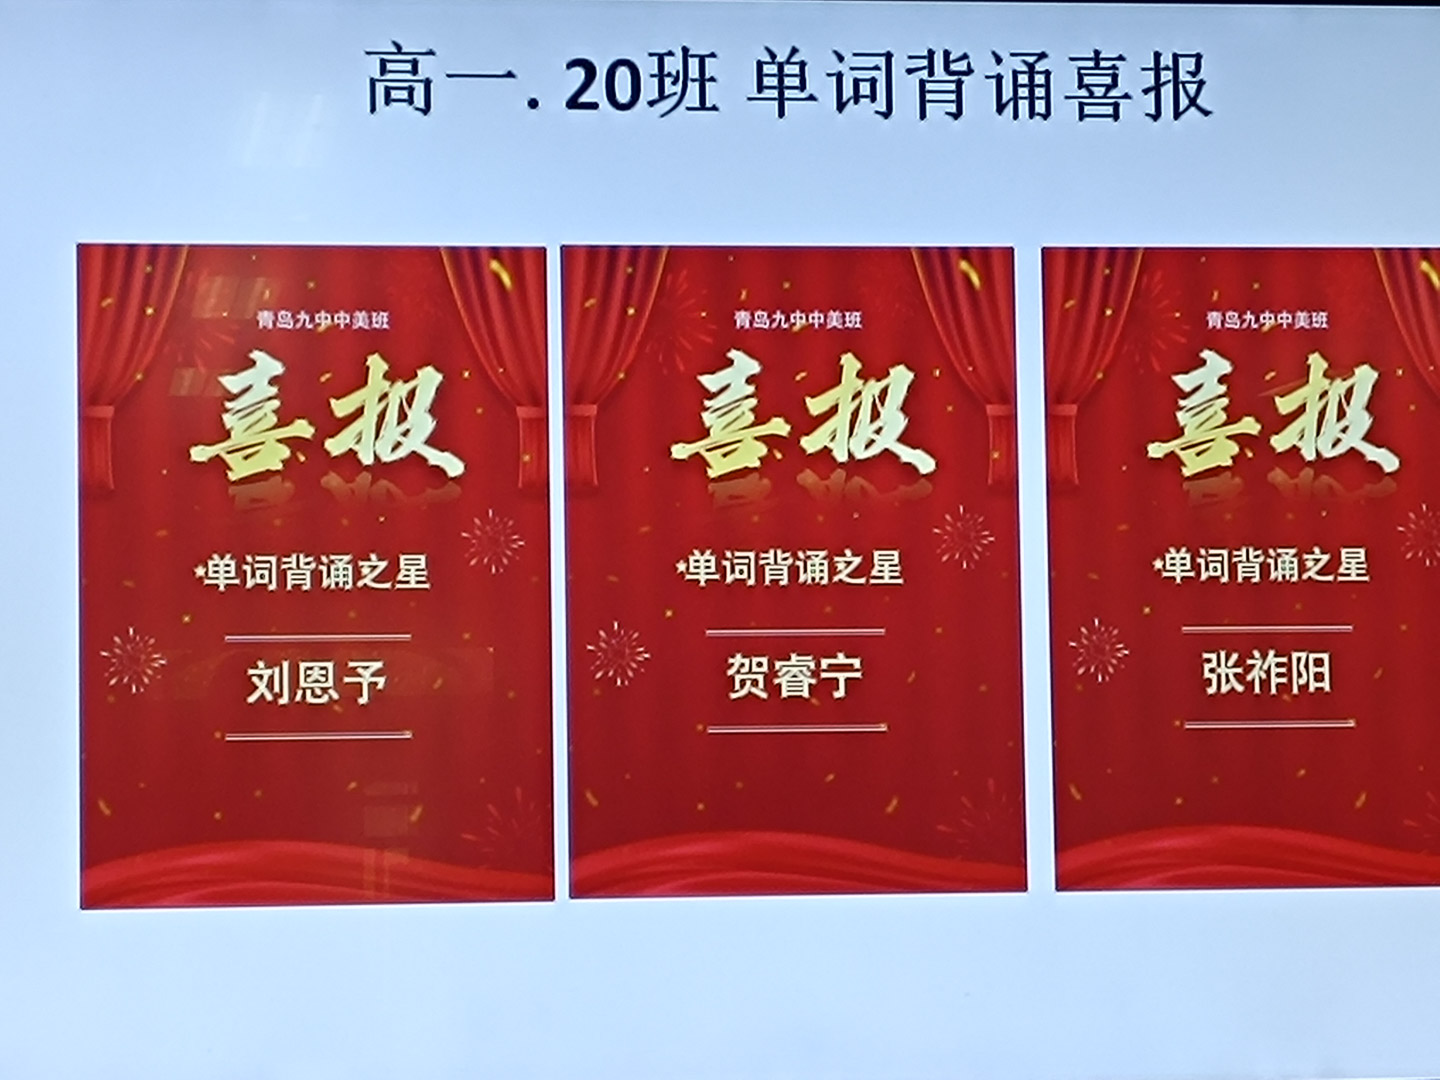 高一. 20班 单词背诵喜报
青岛九中中美班
喜报
★单词背诵之星
刘恩予
青岛九中中美班
喜报
★单词背诵之星
贺睿宁
青岛九中中美班
喜报
★单词背诵之星
张祚阳